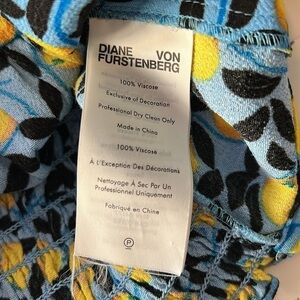 DIANE VON
FURSTENBERG
100% Viscose
Exclusive of Decoration
Professional Dry Clean Only
Made in China
100% Viscose
À L'Exception Des Décorations
Nettoyage À Sec Par Un
Professionnel Uniquement
Fabriqué en Chine
P